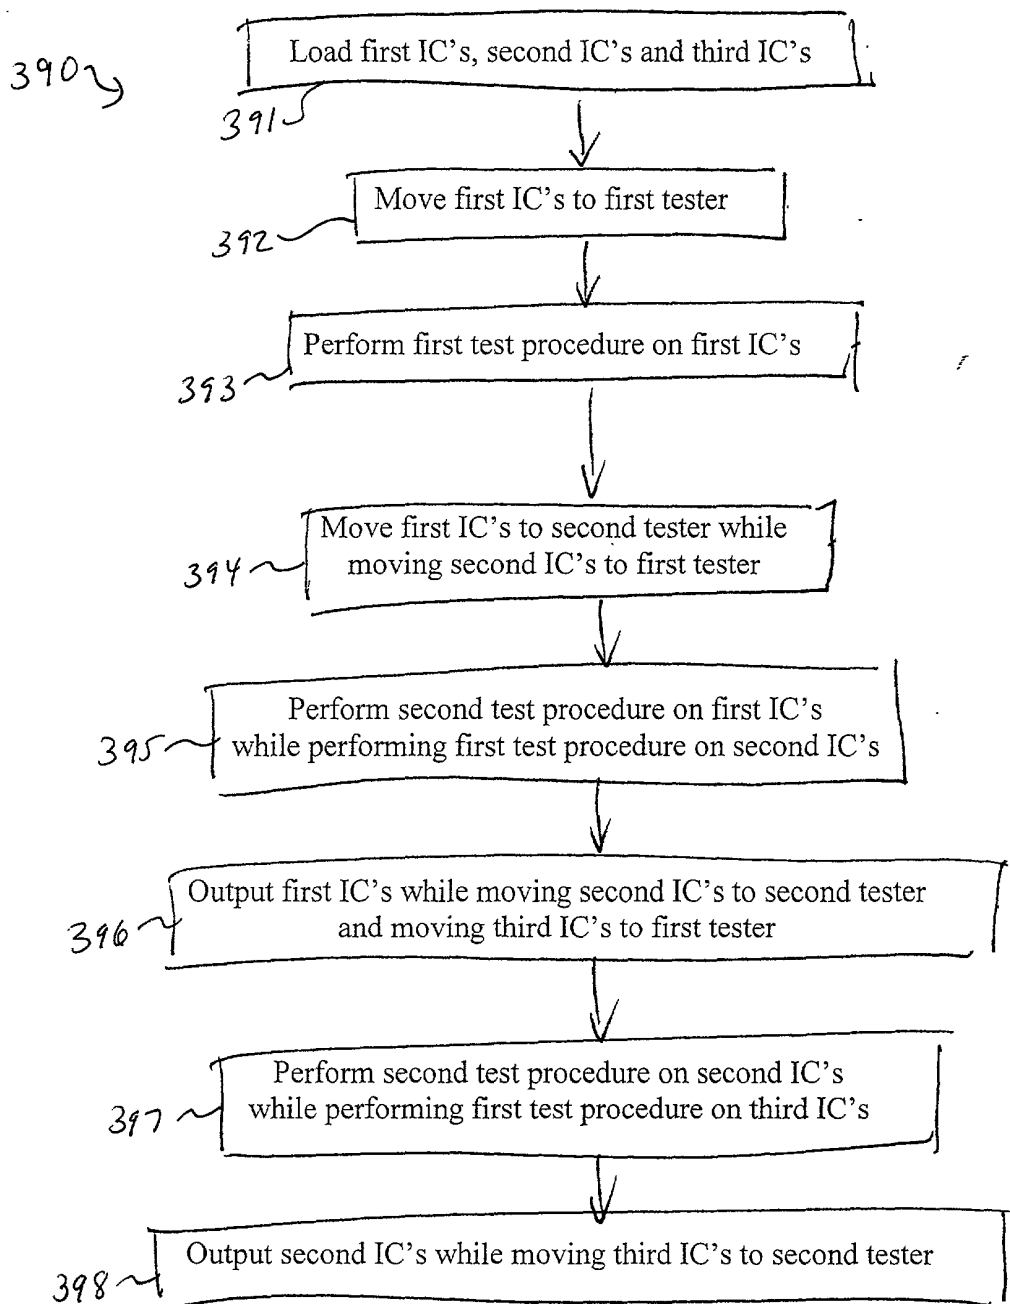 390
Load first IC's, second IC's and third IC's
391
Move first IC's to first tester
392
Perform first test procedure on first IC's
393
Move first IC's to second tester while
moving second IC's to first tester
394
Perform second test procedure on first IC's
while performing first test procedure on second IC's
395
Output first IC's while moving second IC's to second tester
and moving third IC's to first tester
396
Perform second test procedure on second IC's
while performing first test procedure on third IC's
397
Output second IC's while moving third IC's to second tester
398